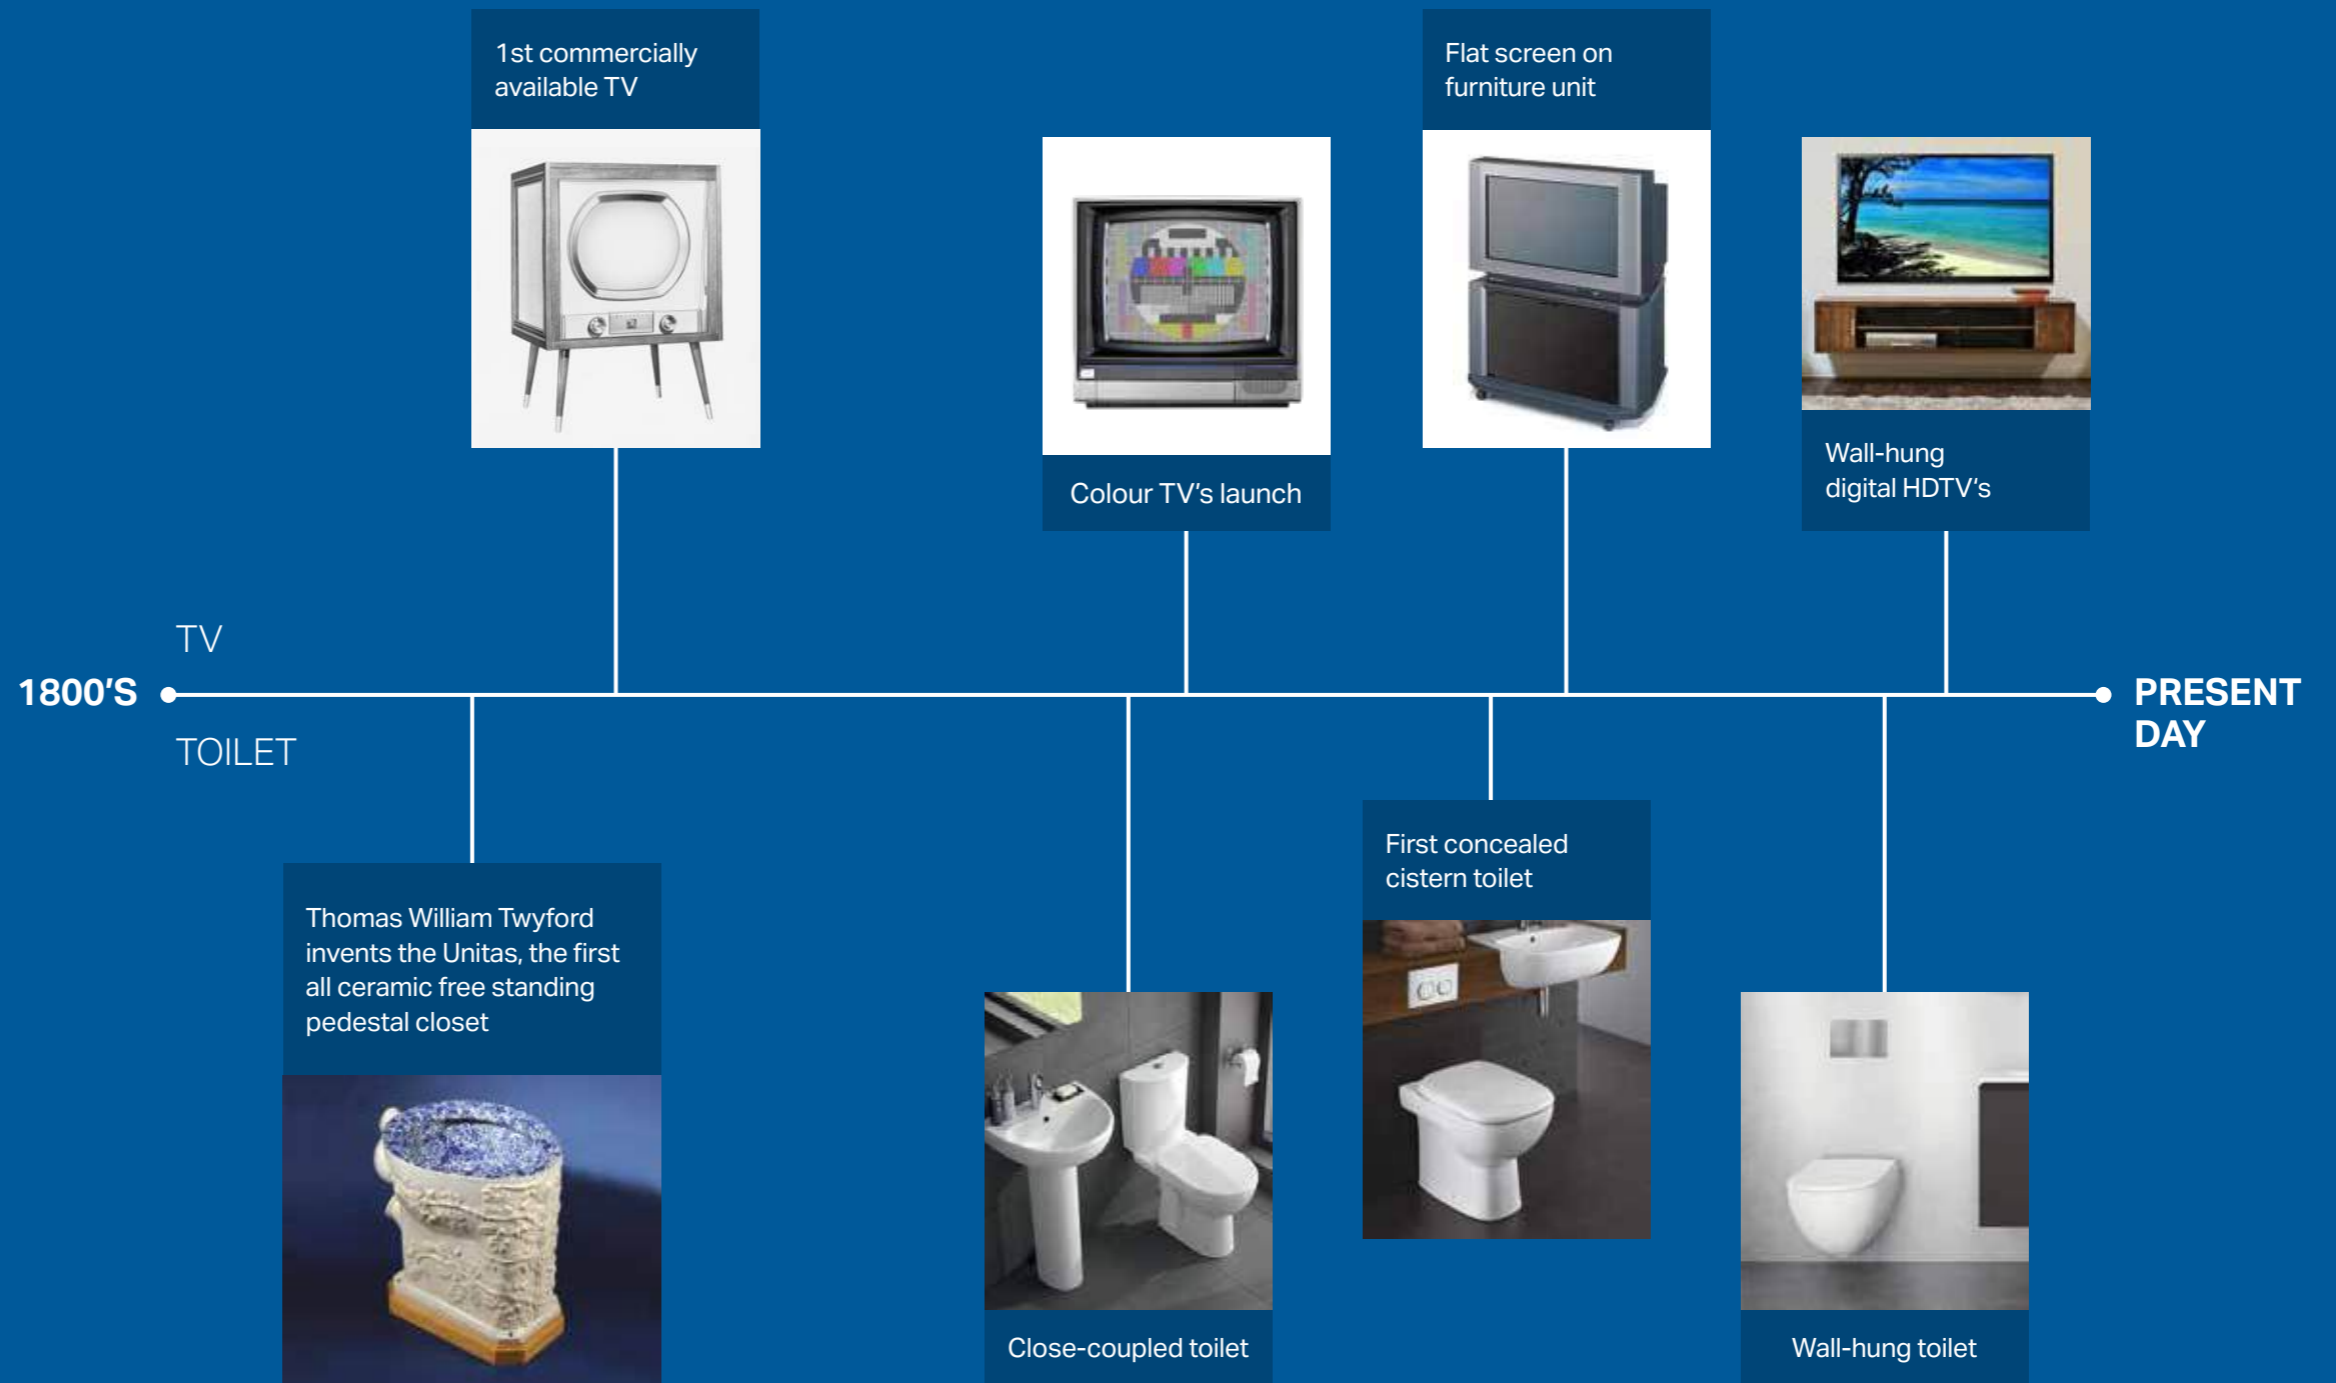 1st commercially
available TV
Flat screen on
furniture unit
Colour TV's launch
Wall-hung
digital HDTV's
TV
1800'S
PRESENT
DAY
TOILET
Thomas William Twyford
invents the Unitas, the first
all ceramic free standing
pedestal closet
First concealed
cistern toilet
Close-coupled toilet
Wall-hung toilet